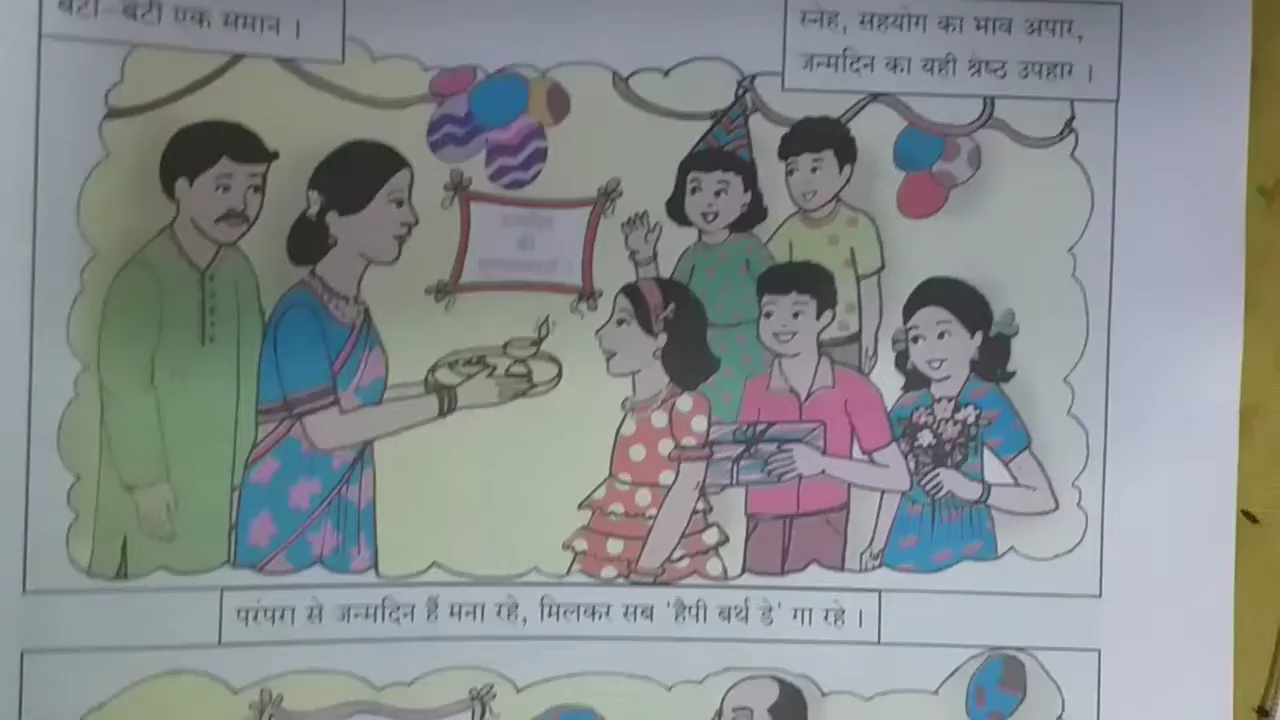 बेटा-बेटी एक समान ।
स्नेह, सहयोग का भाव अपार,
जन्मदिन का यही श्रेष्ठ उपहार ।
परंपरा से जन्मदिन हैं मना रहे, मिलकर सब 'हैपी बर्थ डे' गा रहे ।